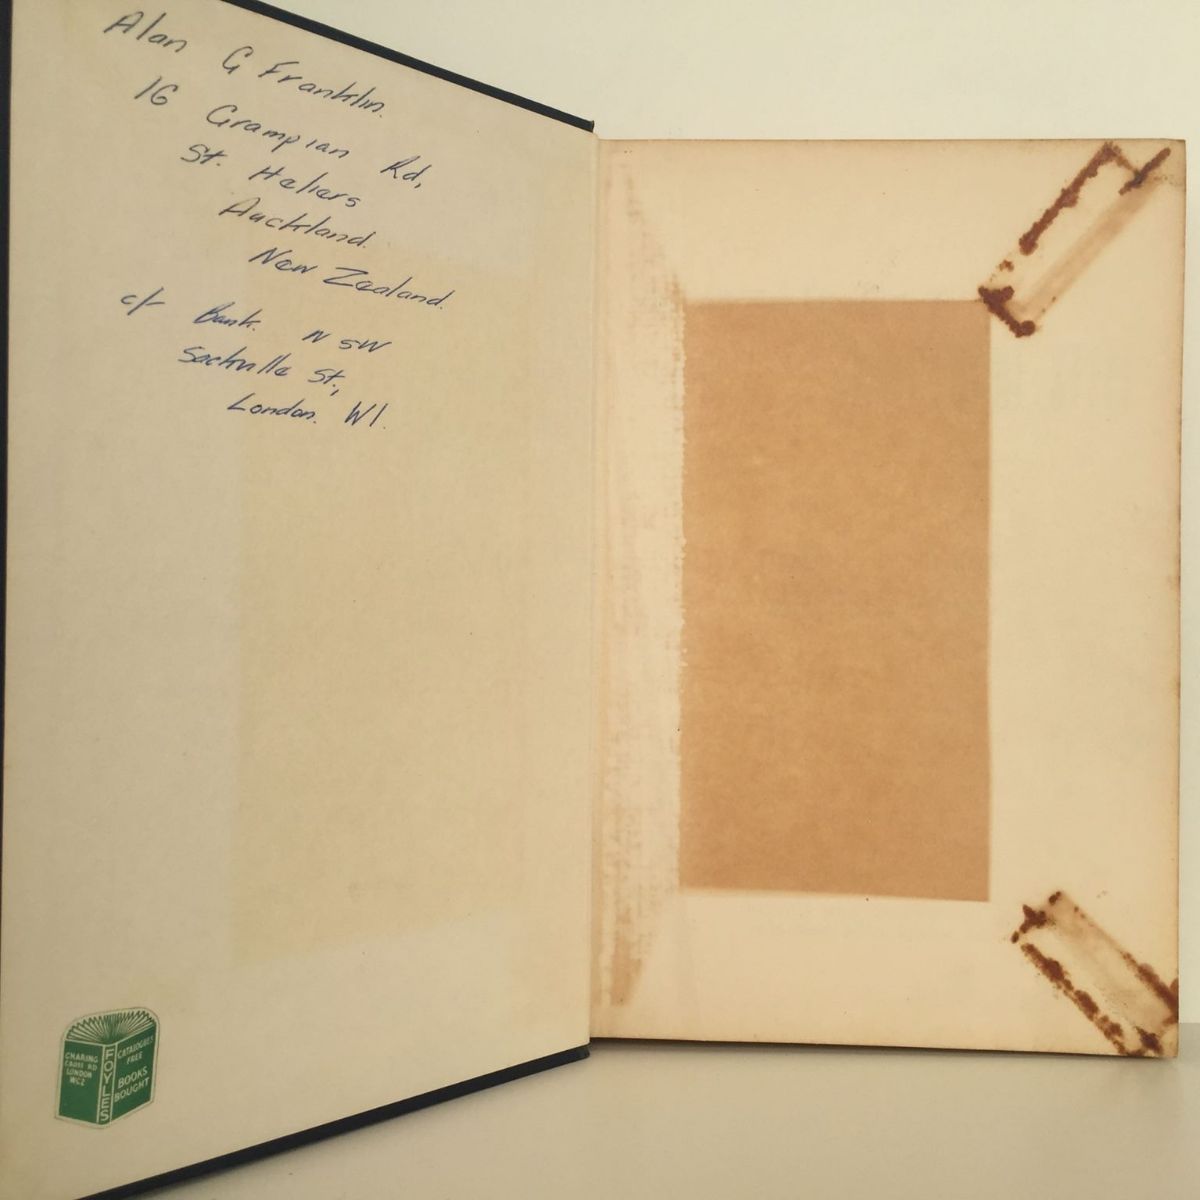 Alan G Franklin.
16 Grampian Rd,
St. Heliers
Auckland.
New Zealand.
c/- Bank. N SW
Sackville St.,
London. W1.
CHARING
CROSS RD
LONDON
WC2
FOYLES
CATALOGUES
FREE
BOOKS
BOUGHT